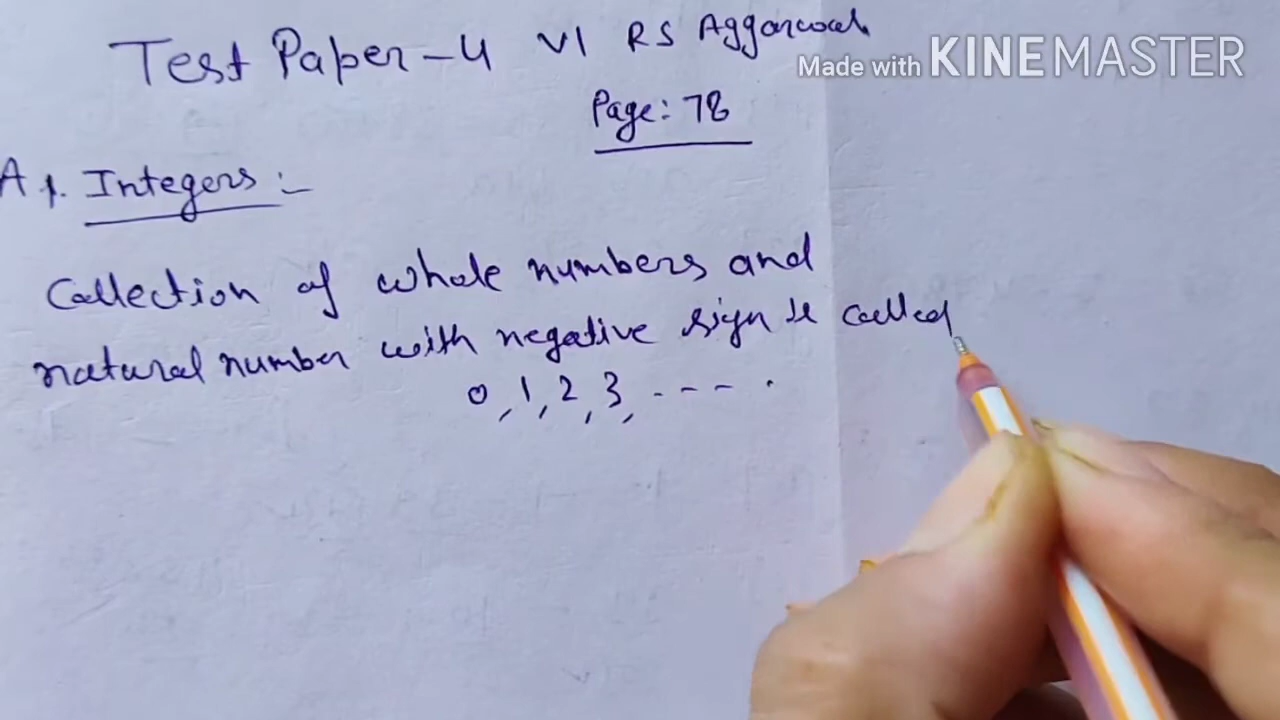 Test Paper-4 VI RS Aggarwal
Made with KINEMASTER
Page: 78
A 1. Integers :-
Collection of whole numbers and
natural number with negative sign is called
0, 1, 2, 3, - - - - .